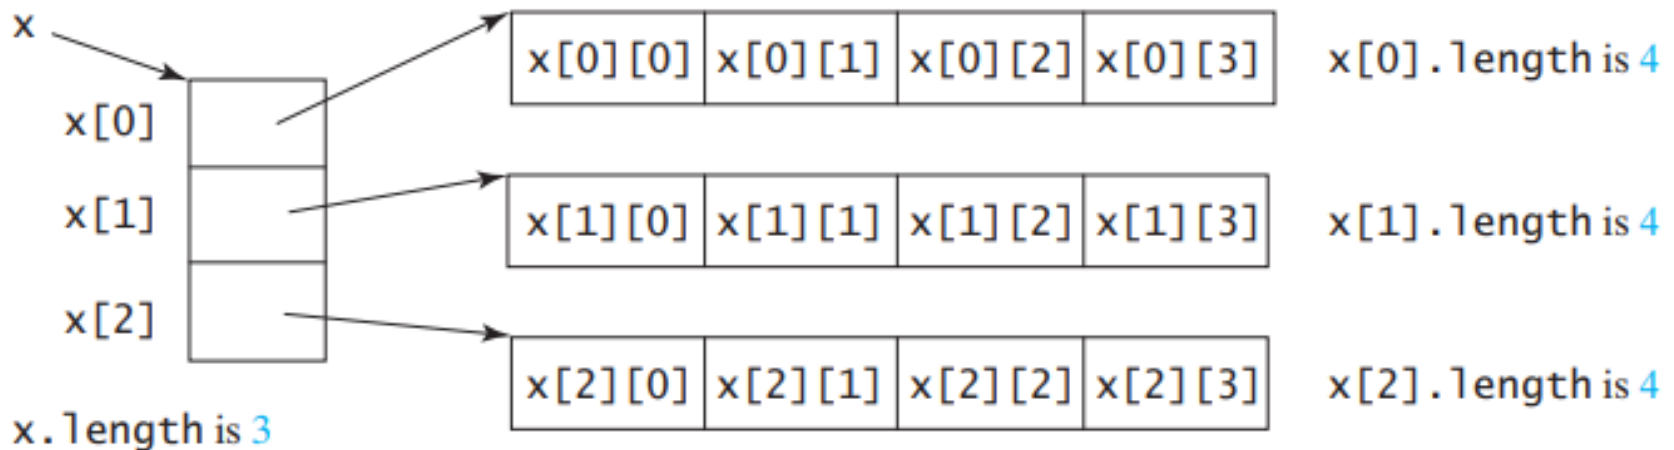 x
x[0]
x[1]
x[2]
x.length is 3
x[0][0] x[0][1] x[0][2] x[0][3] x[0].length is 4
x[1][0] x[1][1] x[1][2] x[1][3] x[1].length is 4
x[2][0] x[2][1] x[2][2] x[2][3] x[2].length is 4